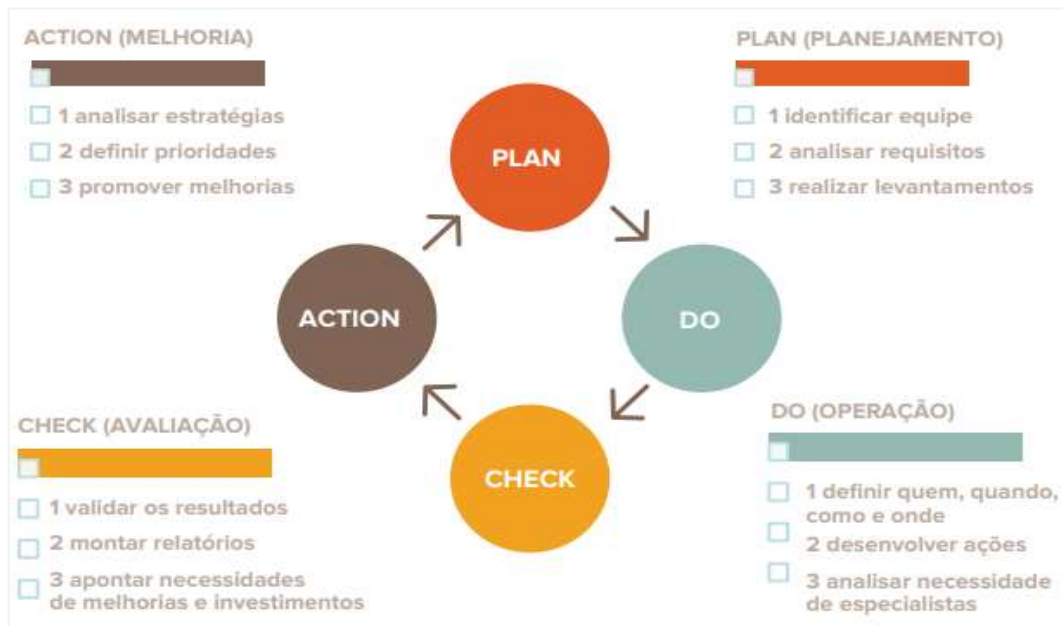 ACTION (MELHORIA)
1 analisar estratégias
2 definir prioridades
3 promover melhorias
PLAN (PLANEJAMENTO)
1 identificar equipe
2 analisar requisitos
3 realizar levantamentos
PLAN
ACTION
DO
CHECK
CHECK (AVALIAÇÃO)
1 validar os resultados
2 montar relatórios
3 apontar necessidades
de melhorias e investimentos
DO (OPERAÇÃO)
1 definir quem, quando,
como e onde
2 desenvolver ações
3 analisar necessidade
de especialistas